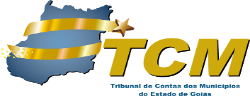 TCM
Tribunal de Contas dos Municípios
do Estado de Goiás